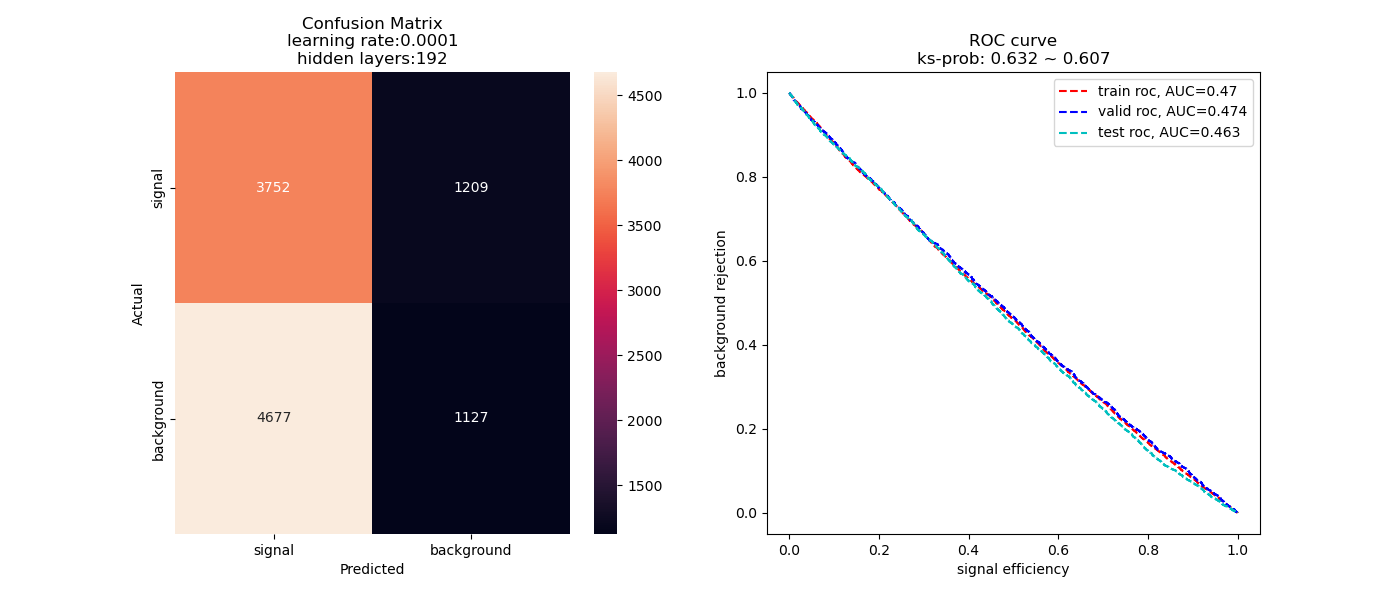 Confusion Matrix
learning rate:0.0001
hidden layers:192
signal
background
Actual
3752
1209
4677
1127
signal
background
Predicted
4500
4000
3500
3000
2500
2000
1500
ROC curve
ks-prob: 0.632 ~ 0.607
train roc, AUC=0.47
valid roc, AUC=0.474
test roc, AUC=0.463
background rejection
1.0
0.8
0.6
0.4
0.2
0.0
0.0
0.2
0.4
0.6
0.8
1.0
signal efficiency